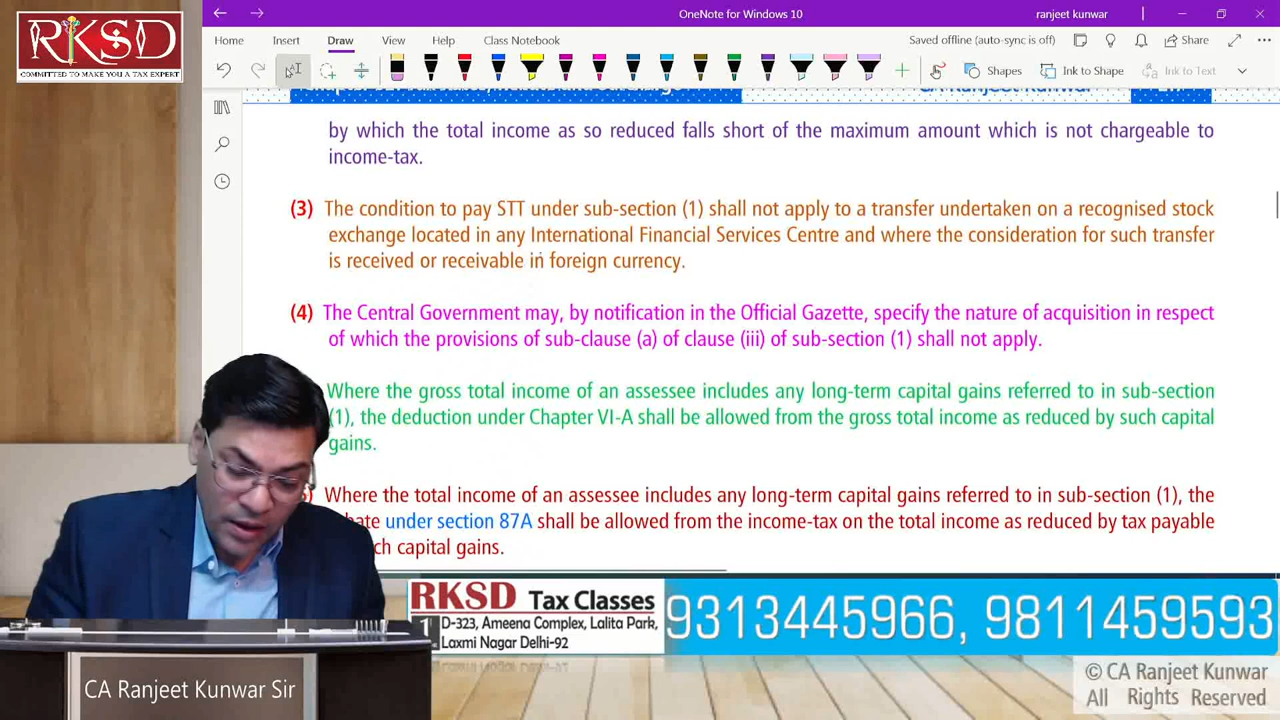 RKSD
COMMITTED TO MAKE YOU A TAX EXPERT
OneNote for Windows 10
ranjeet kunwar
Home Insert Draw View Help Class Notebook
Saved offline (auto-sync is off)
Share
Shapes
Ink to Shape
Ink to Text
CA Ranjeet Kunwar
by which the total income as so reduced falls short of the maximum amount which is not chargeable to
income-tax.
(3) The condition to pay STT under sub-section (1) shall not apply to a transfer undertaken on a recognised stock
exchange located in any International Financial Services Centre and where the consideration for such transfer
is received or receivable in foreign currency.
(4) The Central Government may, by notification in the Official Gazette, specify the nature of acquisition in respect
of which the provisions of sub-clause (a) of clause (iii) of sub-section (1) shall not apply.
Where the gross total income of an assessee includes any long-term capital gains referred to in sub-section
(1), the deduction under Chapter VI-A shall be allowed from the gross total income as reduced by such capital
gains.
Where the total income of an assessee includes any long-term capital gains referred to in sub-section (1), the
under section 87A shall be allowed from the income-tax on the total income as reduced by tax payable
capital gains.
RKSD Tax Classes
D-323, Ameena Complex, Lalita Park,
Laxmi Nagar Delhi-92
9313445966, 9811459593
CA Ranjeet Kunwar Sir
© CA Ranjeet Kunwar
All Rights Reserved